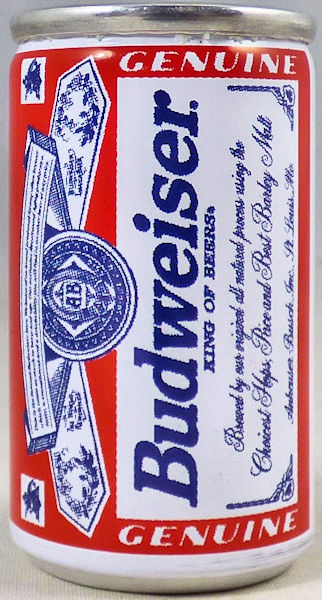 GENUINE
AB
Budweiser®
KING OF BEERS®
Brewed by our original all natural process using the
Choicest Hops, Rice and Best Barley Malt
Anheuser-Busch, Inc., St. Louis, Mo.
GENUINE